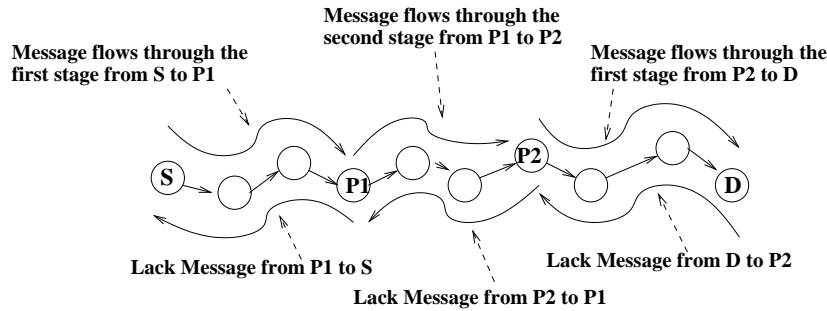 Message flows through the
second stage from P1 to P2
Message flows through the
first stage from S to P1
Message flows through the
first stage from P2 to D
S
P1
P2
D
Lack Message from P1 to S
Lack Message from D to P2
Lack Message from P2 to P1